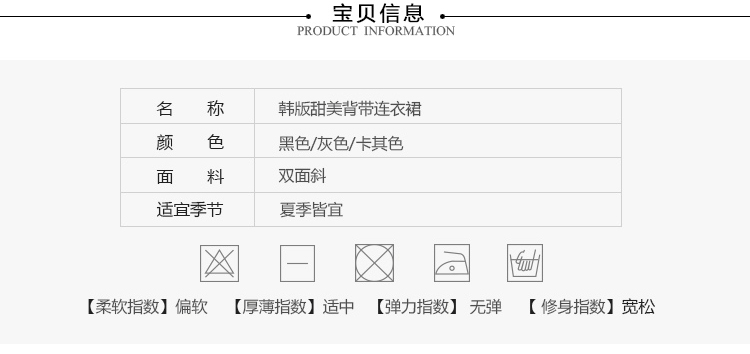 宝贝信息
PRODUCT INFORMATION
名 称 韩版甜美背带连衣裙
颜 色 黑色/灰色/卡其色
面 料 双面斜
适宜季节 夏季皆宜
【柔软指数】偏软 【厚薄指数】适中 【弹力指数】 无弹 【 修身指数】宽松